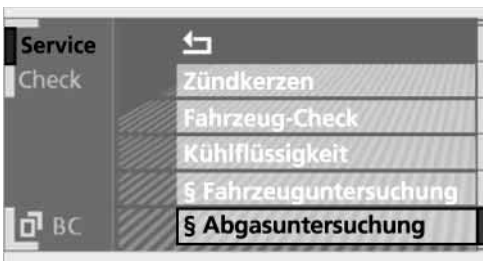 Service
Check
Zündkerzen
Fahrzeug-Check
Kühlflüssigkeit
§ Fahrzeuguntersuchung
§ Abgasuntersuchung
BC